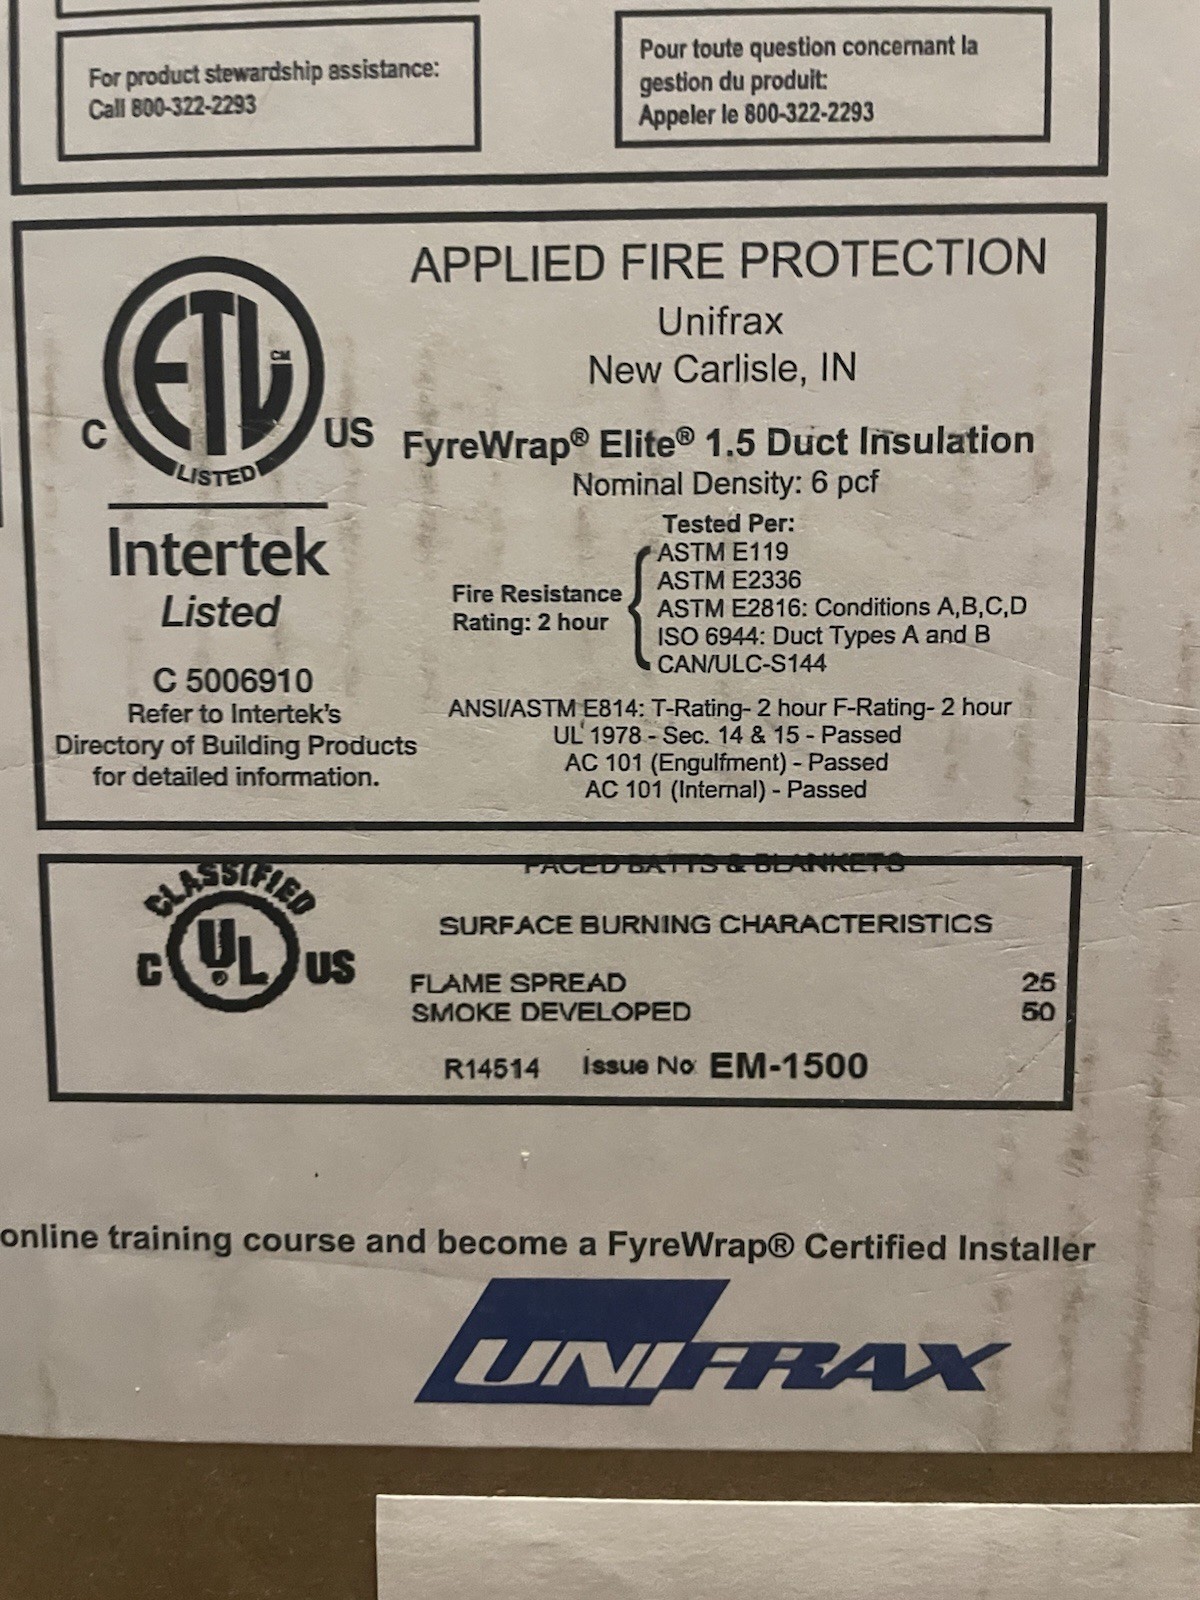 For product stewardship assistance:
Call 800-322-2293
Pour toute question concernant la
gestion du produit:
Appeler le 800-322-2293
ETL CM
C US
LISTED
Intertek
Listed
C 5006910
Refer to Intertek's
Directory of Building Products
for detailed information.
APPLIED FIRE PROTECTION
Unifrax
New Carlisle, IN
FyreWrap® Elite® 1.5 Duct Insulation
Nominal Density: 6 pcf
Tested Per:
Fire Resistance
Rating: 2 hour
ASTM E119
ASTM E2336
ASTM E2816: Conditions A,B,C,D
ISO 6944: Duct Types A and B
CAN/ULC-S144
ANSI/ASTM E814: T-Rating- 2 hour F-Rating- 2 hour
UL 1978 - Sec. 14 & 15 - Passed
AC 101 (Engulfment) - Passed
AC 101 (Internal) - Passed
CLASSIFIED
C UL US
FACED BATTS & BLANKETS
SURFACE BURNING CHARACTERISTICS
FLAME SPREAD 25
SMOKE DEVELOPED 50
R14514 Issue No: EM-1500
online training course and become a FyreWrap® Certified Installer
UNIFRAX